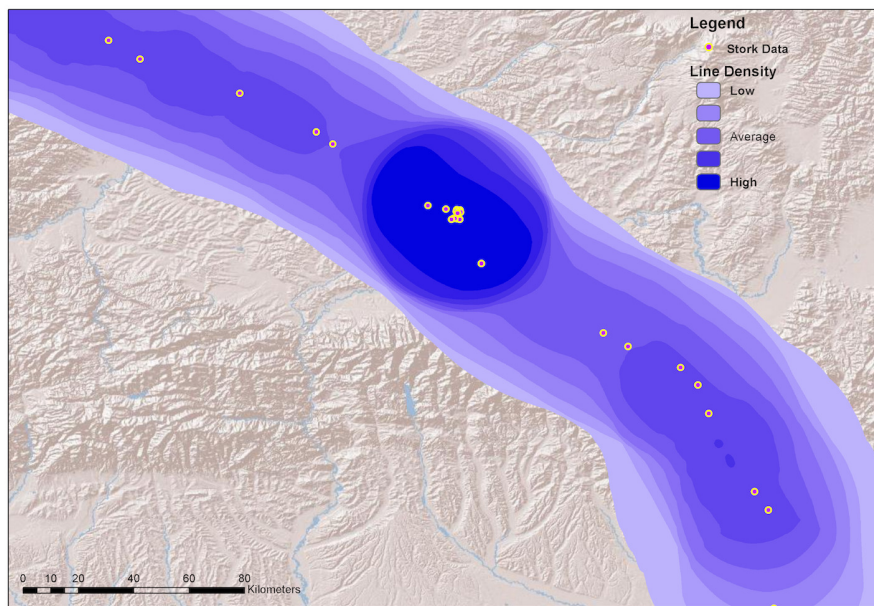 Legend
Stork Data
Line Density
Low
Average
High
0 10 20 40 60 80
Kilometers